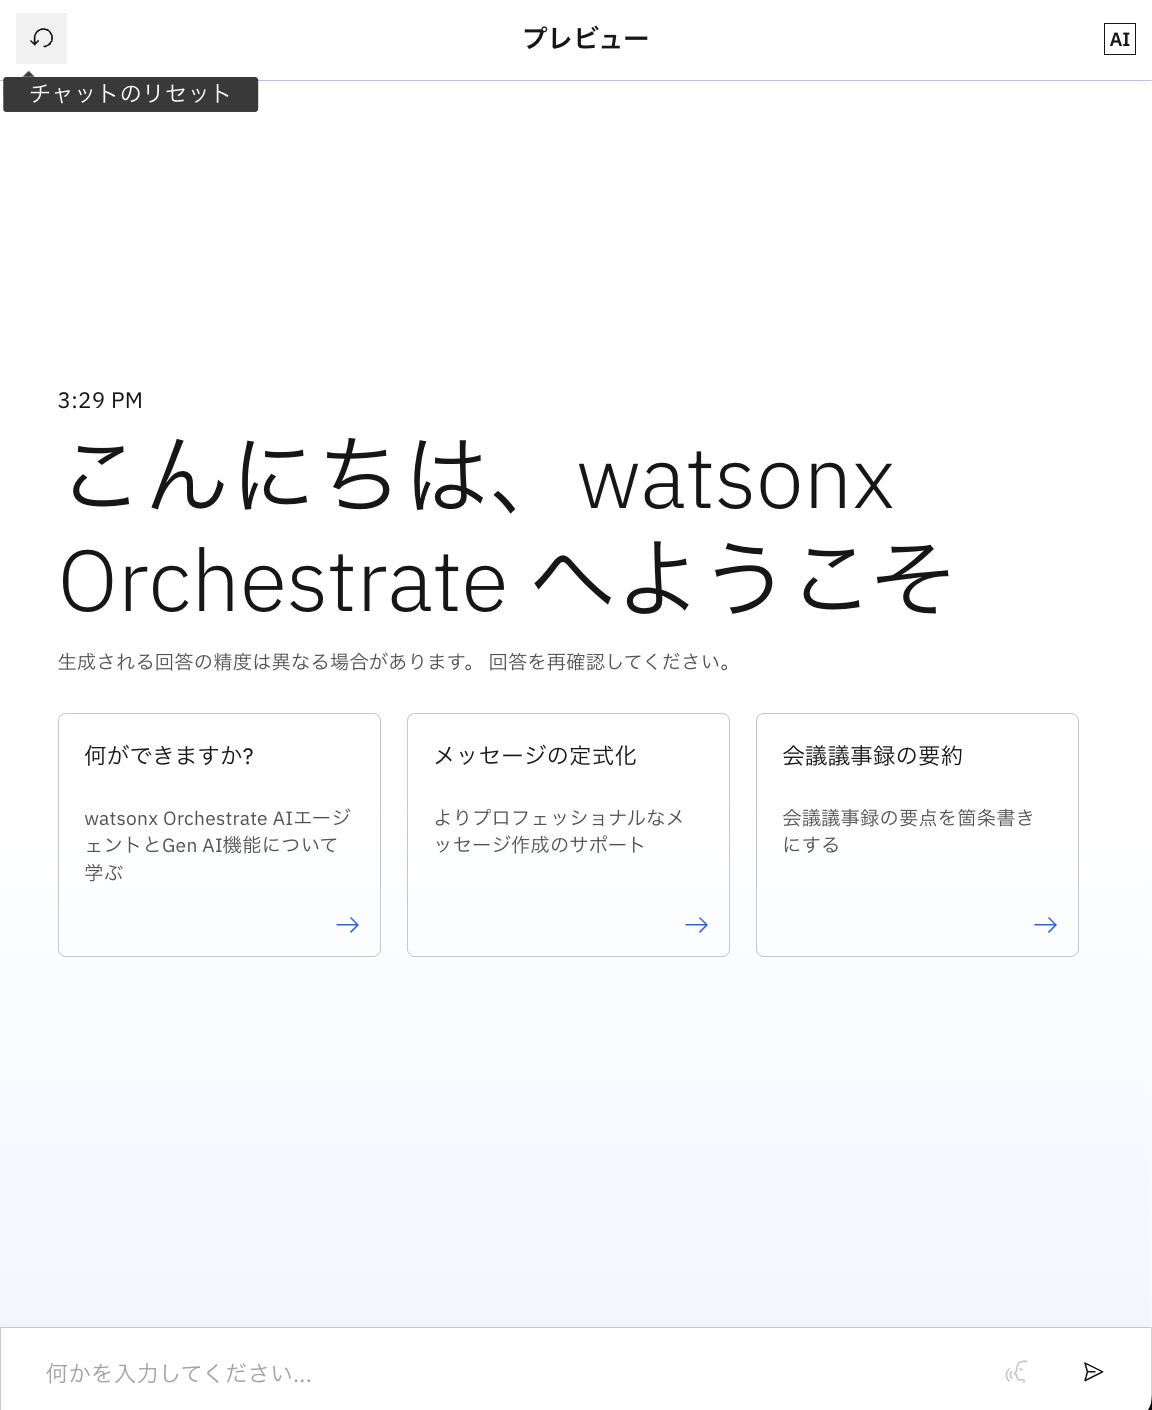 プレビュー
AI
チャットのリセット
3:29 PM
こんにちは、watsonx
Orchestrate へようこそ
生成される回答の精度は異なる場合があります。 回答を再確認してください。
何ができますか?
watsonx Orchestrate AIエージ
ェントとGen AI機能について
学ぶ
メッセージの定式化
よりプロフェッショナルなメ
ッセージ作成のサポート
会議議事録の要約
会議議事録の要点を箇条書き
にする
何かを入力してください...